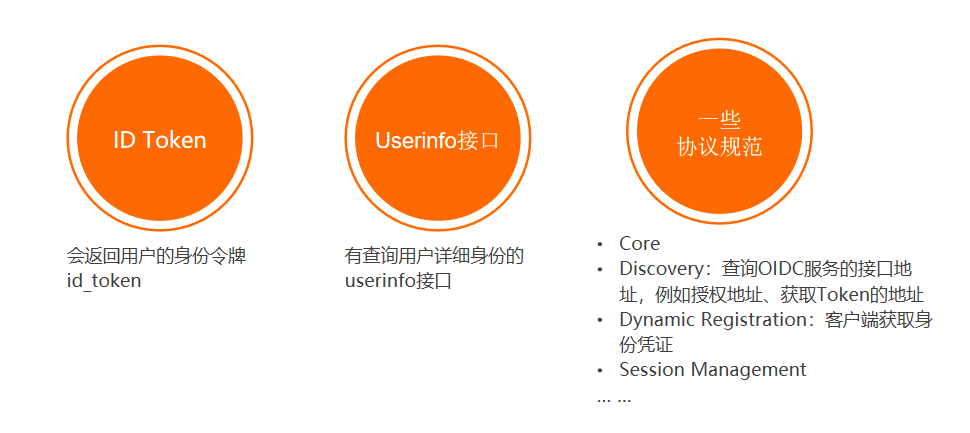 ID Token
会返回用户的身份令牌
id_token
Userinfo接口
有查询用户详细身份的
userinfo接口
一些
协议规范
• Core
• Discovery：查询OIDC服务的接口地
址，例如授权地址、获取Token的地址
• Dynamic Registration：客户端获取身
份凭证
• Session Management
... ...